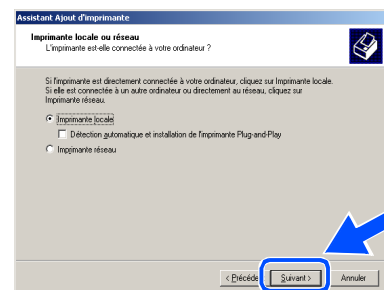 Assistant Ajout d'imprimante
Imprimante locale ou réseau
L'imprimante est-elle connectée à votre ordinateur ?
Si l'imprimante est directement connectée à votre ordinateur, cliquez sur Imprimante locale.
Si elle est connectée à un autre ordinateur ou directement au réseau, cliquez sur
Imprimante réseau.
Imprimante locale
Détection automatique et installation de l'imprimante Plug-and-Play
Imprimante réseau
< Précéde
Suivant >
Annuler